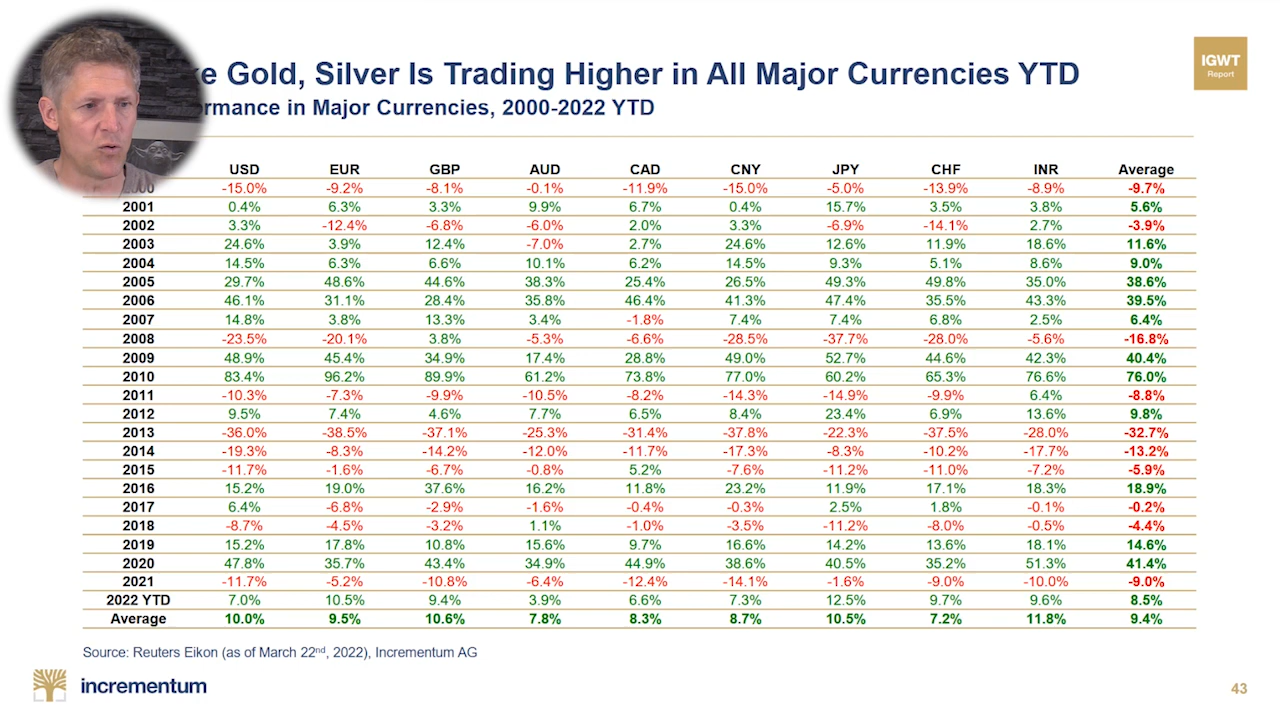 Gold, Silver Is Trading Higher in All Major Currencies YTD
in Major Currencies, 2000-2022 YTD
IGWT
Report
USD EUR GBP AUD CAD CNY JPY CHF INR Average
-15.0% -9.2% -8.1% -0.1% -11.9% -15.0% -5.0% -13.9% -8.9% -9.7%
2001 0.4% 6.3% 3.3% 9.9% 6.7% 0.4% 15.7% 3.5% 3.8% 5.6%
2002 3.3% -12.4% -6.8% -6.0% 2.0% 3.3% -6.9% -14.1% 2.7% -3.9%
2003 24.6% 3.9% 12.4% -7.0% 2.7% 24.6% 12.6% 11.9% 18.6% 11.6%
2004 14.5% 6.3% 6.6% 10.1% 6.2% 14.5% 9.3% 5.1% 8.6% 9.0%
2005 29.7% 48.6% 44.6% 38.3% 25.4% 26.5% 49.3% 49.8% 35.0% 38.6%
2006 46.1% 31.1% 28.4% 35.8% 46.4% 41.3% 47.4% 35.5% 43.3% 39.5%
2007 14.8% 3.8% 13.3% 3.4% -1.8% 7.4% 7.4% 6.8% 2.5% 6.4%
2008 -23.5% -20.1% 3.8% -5.3% -6.6% -28.5% -37.7% -28.0% -5.6% -16.8%
2009 48.9% 45.4% 34.9% 17.4% 28.8% 49.0% 52.7% 44.6% 42.3% 40.4%
2010 83.4% 96.2% 89.9% 61.2% 73.8% 77.0% 60.2% 65.3% 76.6% 76.0%
2011 -10.3% -7.3% -9.9% -10.5% -8.2% -14.3% -14.9% -9.9% 6.4% -8.8%
2012 9.5% 7.4% 4.6% 7.7% 6.5% 8.4% 23.4% 6.9% 13.6% 9.8%
2013 -36.0% -38.5% -37.1% -25.3% -31.4% -37.8% -22.3% -37.5% -28.0% -32.7%
2014 -19.3% -8.3% -14.2% -12.0% -11.7% -17.3% -8.3% -10.2% -17.7% -13.2%
2015 -11.7% -1.6% -6.7% -0.8% 5.2% -7.6% -11.2% -11.0% -7.2% -5.9%
2016 15.2% 19.0% 37.6% 16.2% 11.8% 23.2% 11.9% 17.1% 18.3% 18.9%
2017 6.4% -6.8% -2.9% -1.6% -0.4% -0.3% 2.5% 1.8% -0.1% -0.2%
2018 -8.7% -4.5% -3.2% 1.1% -1.0% -3.5% -11.2% -8.0% -0.5% -4.4%
2019 15.2% 17.8% 10.8% 15.6% 9.7% 16.6% 14.2% 13.6% 18.1% 14.6%
2020 47.8% 35.7% 43.4% 34.9% 44.9% 38.6% 40.5% 35.2% 51.3% 41.4%
2021 -11.7% -5.2% -10.8% -6.4% -12.4% -14.1% -1.6% -9.0% -10.0% -9.0%
2022 YTD 7.0% 10.5% 9.4% 3.9% 6.6% 7.3% 12.5% 9.7% 9.6% 8.5%
Average 10.0% 9.5% 10.6% 7.8% 8.3% 8.7% 10.5% 7.2% 11.8% 9.4%
Source: Reuters Eikon (as of March 22nd, 2022), Incrementum AG
incrementum
43